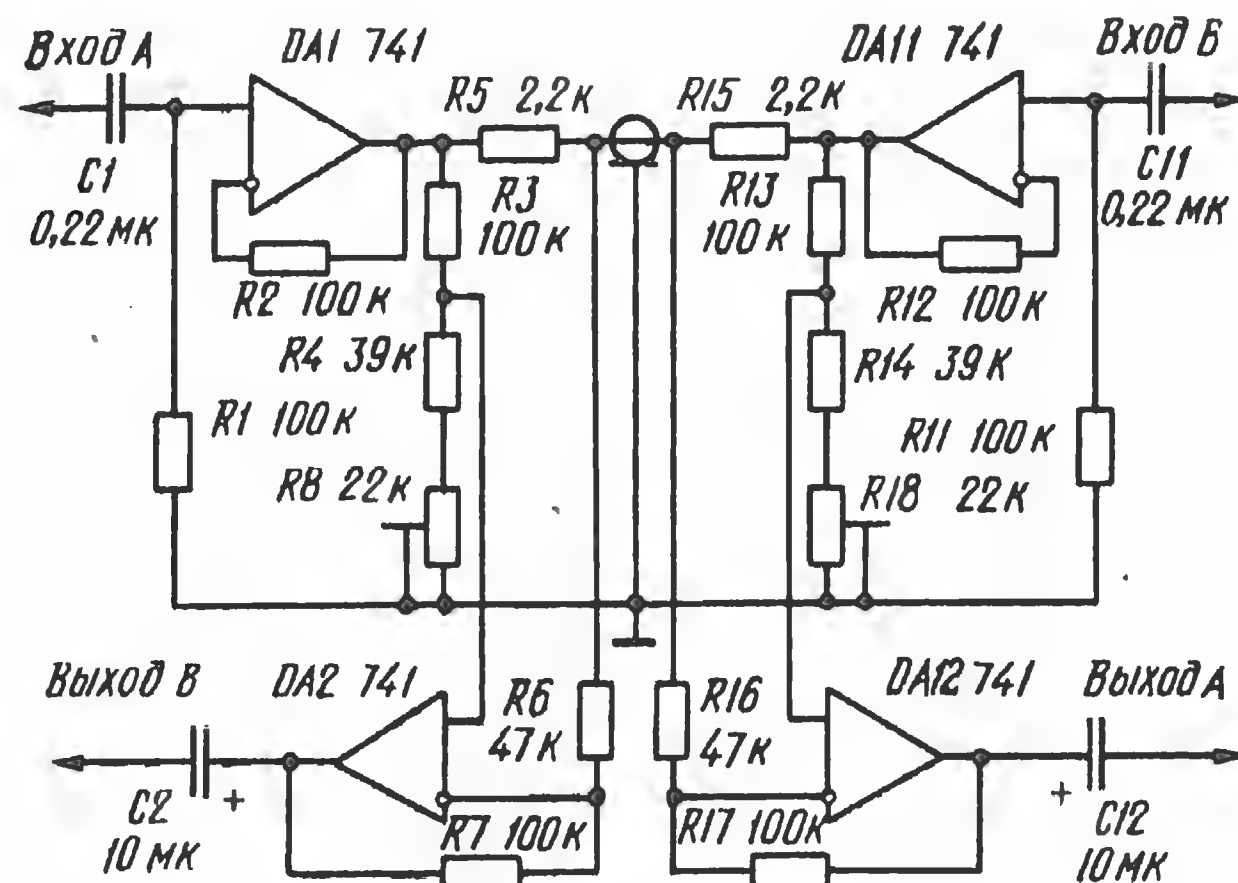 Вход А
DA1 741
DA11 741
Вход Б
R5 2,2к
R15 2,2к
C1
0,22 мк
R3
100 к
R13
100 к
C11
0,22 мк
R2 100 к
R12 100 к
R4 39 к
R14 39 к
R1 100 к
R11 100 к
R8 22 к
R18 22 к
Выход В
DA2 741
R6
47 к
R16
47 к
DA12 741
Выход А
+
C2
10 мк
R7 100 к
R17 100к
+
C12
10 мк